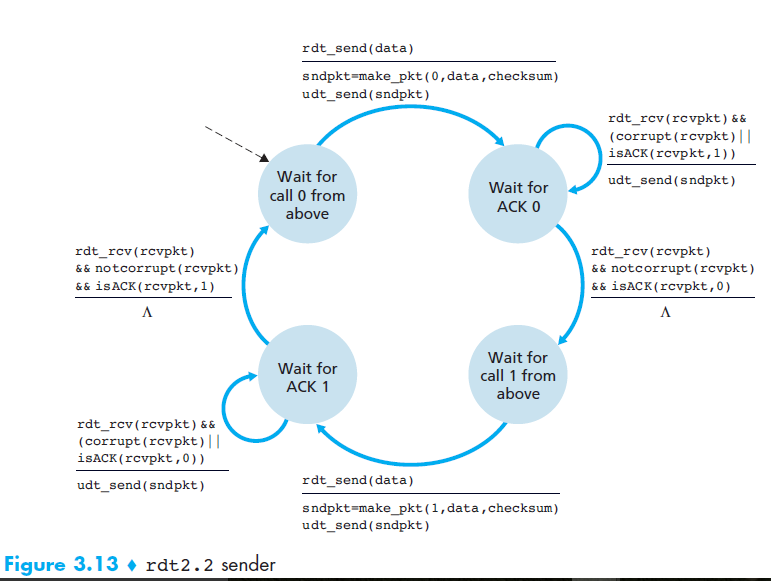 rdt_send(data)
sndpkt=make_pkt(0,data,checksum)
udt_send(sndpkt)
rdt_rcv(rcvpkt)&&
(corrupt(rcvpkt)||
isACK(rcvpkt,1))
udt_send(sndpkt)
Wait for
call 0 from
above
Wait for
ACK 0
rdt_rcv(rcvpkt)
&& notcorrupt(rcvpkt)
&& isACK(rcvpkt,1)
Λ
rdt_rcv(rcvpkt)
&& notcorrupt(rcvpkt)
&& isACK(rcvpkt,0)
Λ
Wait for
ACK 1
Wait for
call 1 from
above
rdt_rcv(rcvpkt)&&
(corrupt(rcvpkt)||
isACK(rcvpkt,0))
udt_send(sndpkt)
rdt_send(data)
sndpkt=make_pkt(1,data,checksum)
udt_send(sndpkt)
Figure 3.13 ♦ rdt2.2 sender